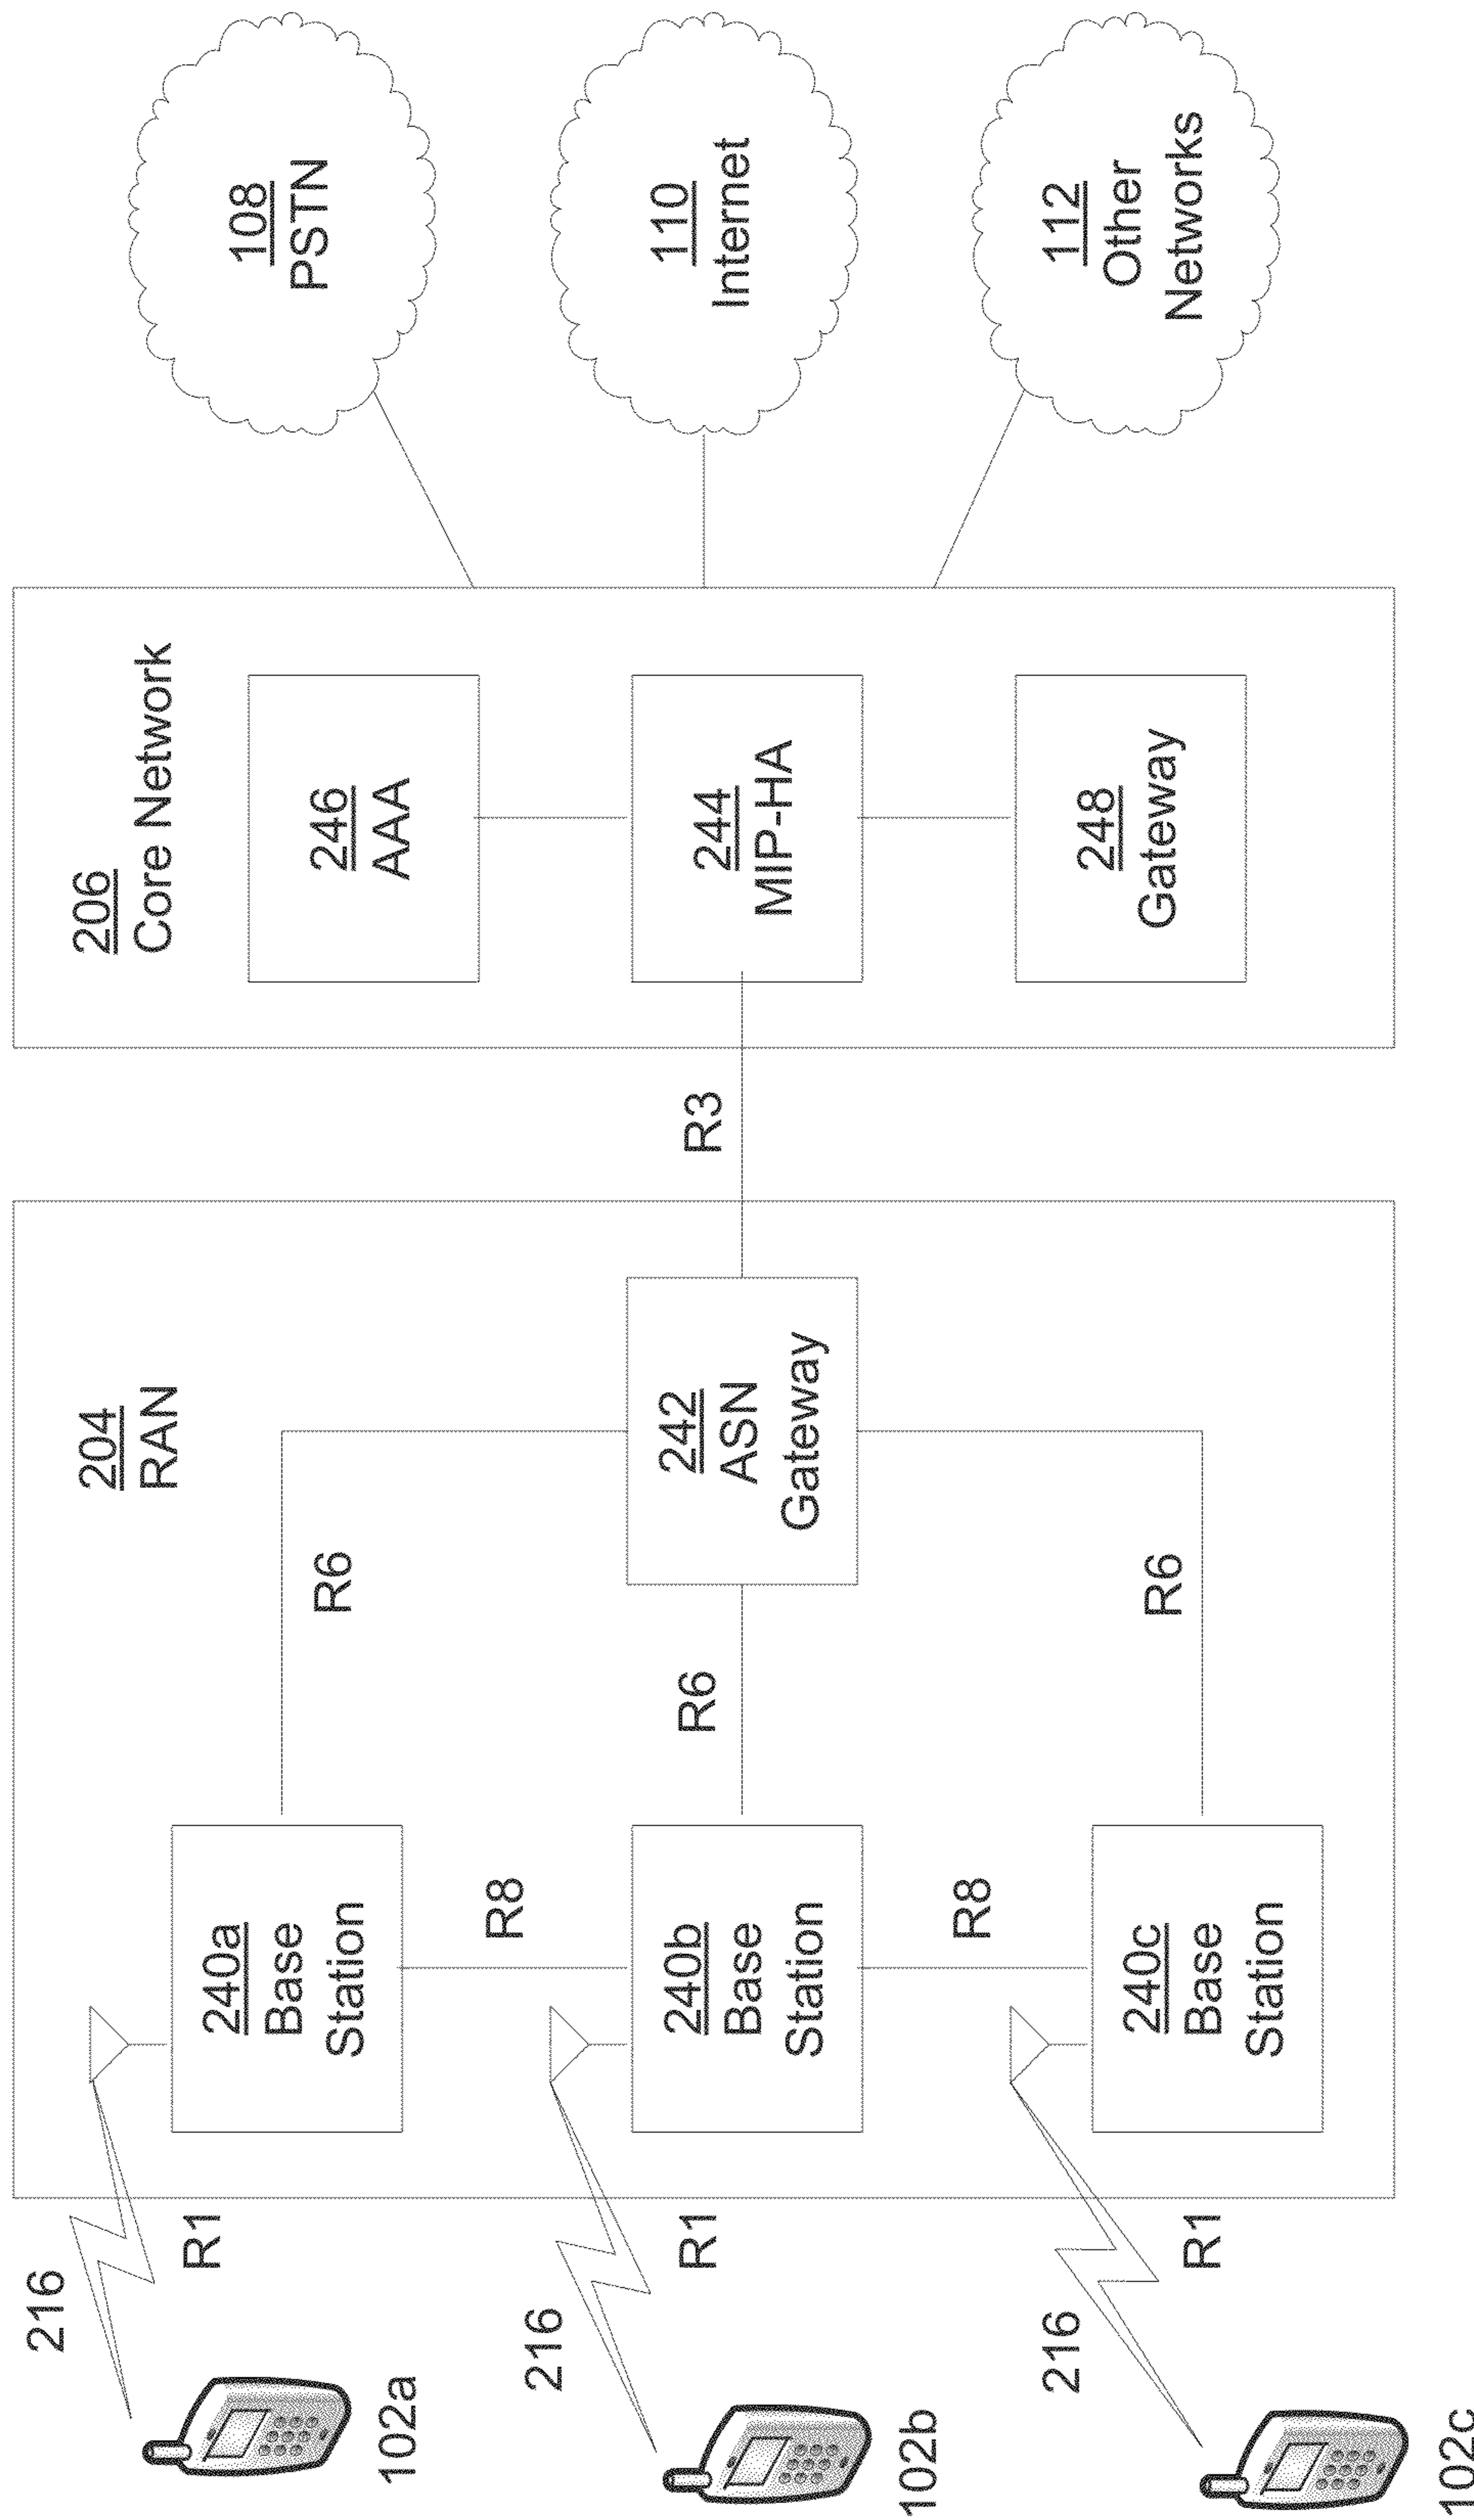 102a
216
R1
102b
216
R1
102c
216
R1
204
RAN
240a
Base
Station
R8
240b
Base
Station
R8
240c
Base
Station
R6
R6
R6
242
ASN
Gateway
R3
206
Core Network
246
AAA
244
MIP-HA
248
Gateway
108
PSTN
110
Internet
112
Other
Networks